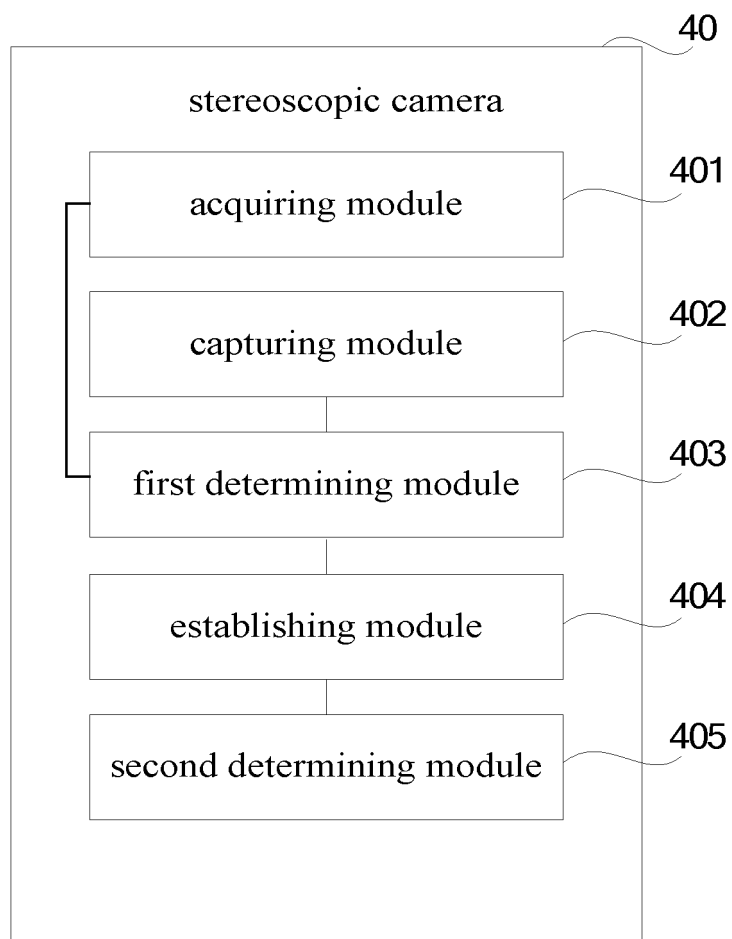 40
stereoscopic camera
acquiring module
401
capturing module
402
first determining module
403
establishing module
404
second determining module
405